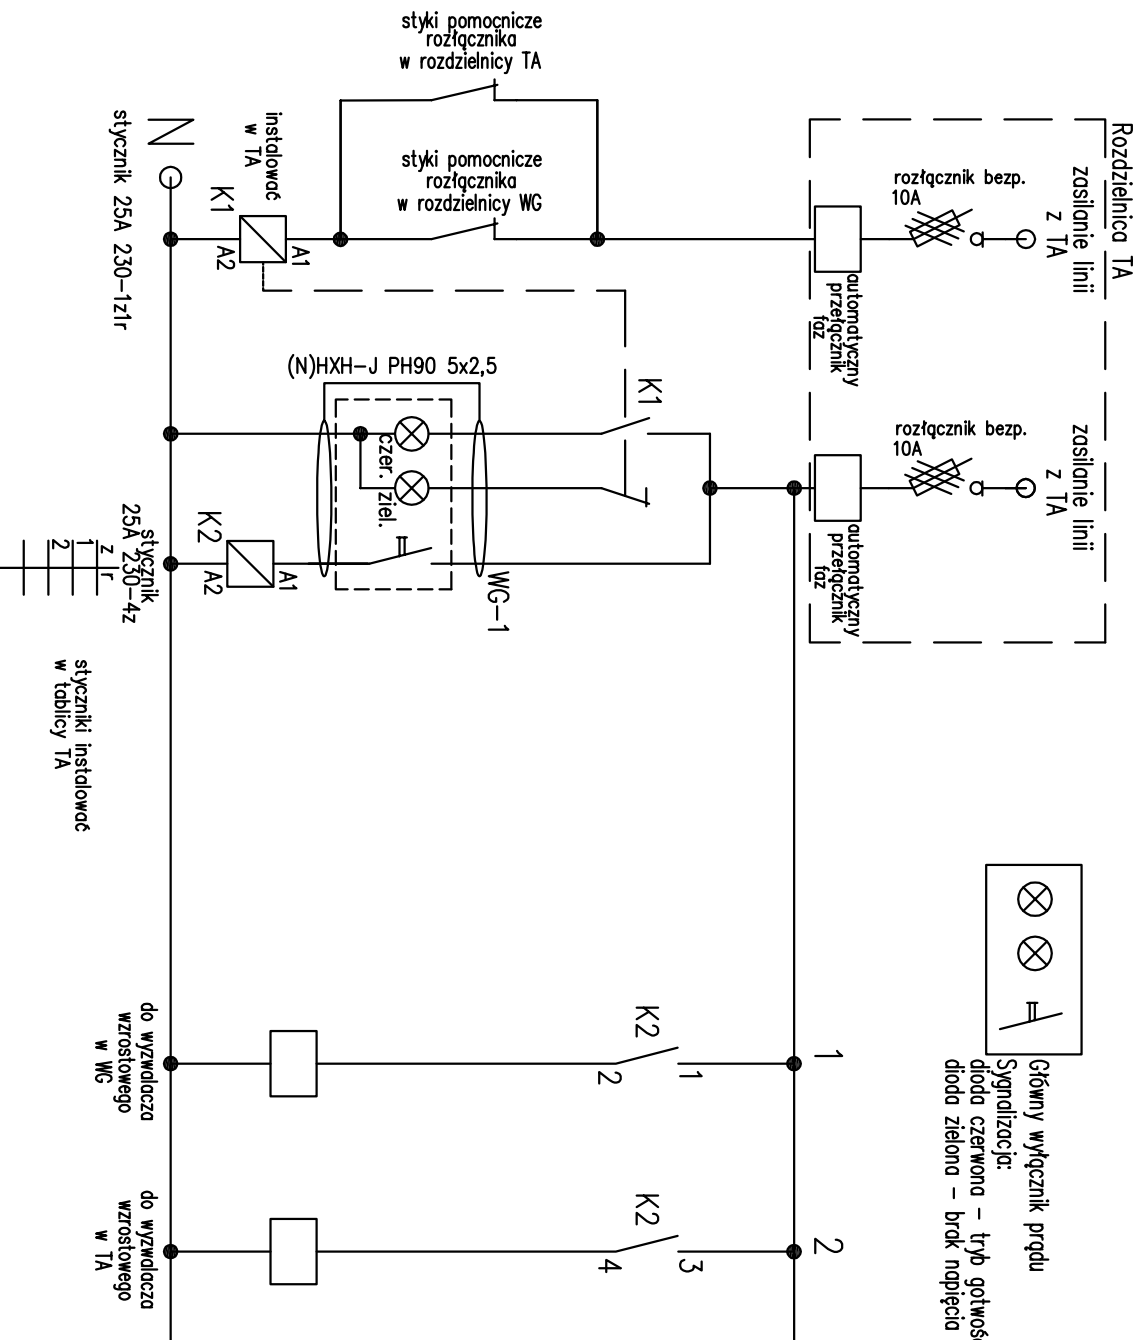 styki pomocnicze
rozłącznika
w rozdzielnicy TA
styki pomocnicze
rozłącznika
w rozdzielnicy WG
Rozdzielnica TA
zasilanie linii
z TA
rozłącznik bezp.
10A
automatyczny
przełącznik
faz
zasilanie linii
z TA
rozłącznik bezp.
10A
automatyczny
przełącznik
faz
instalować
w TA
N
stycznik 25A 230-1z1r
K1
A1
A2
(N)HXH-J PH90 5x2,5
K1
czer.
ziel.
WG-1
K2
A1
A2
stycznik
25A 230-4z
z
r
1
2
styczniki instalować
w tablicy TA
Główny wyłącznik prądu
Sygnalizacja:
dioda czerwona - tryb
dioda zielona - brak napięcia
1
K2
1
2
do wyzwalacza
wzrostowego
w WG
2
K2
3
4
do wyzwalacza
wzrostowego
w TA